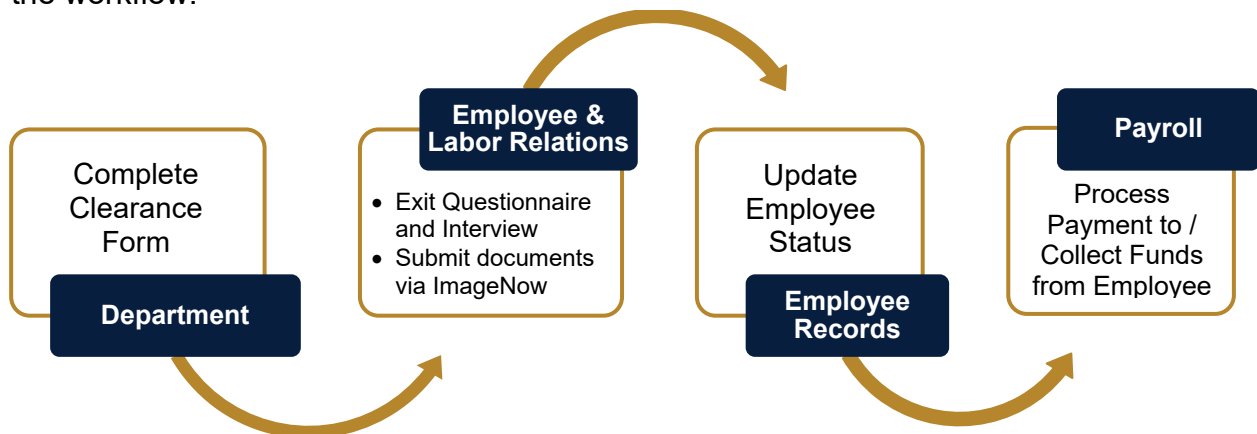 the workflow.
Complete
Clearance
Form
Department
Employee &
Labor Relations
• Exit Questionnaire
and Interview
• Submit documents
via ImageNow
Update
Employee
Status
Employee
Records
Payroll
Process
Payment to /
Collect Funds
from Employee